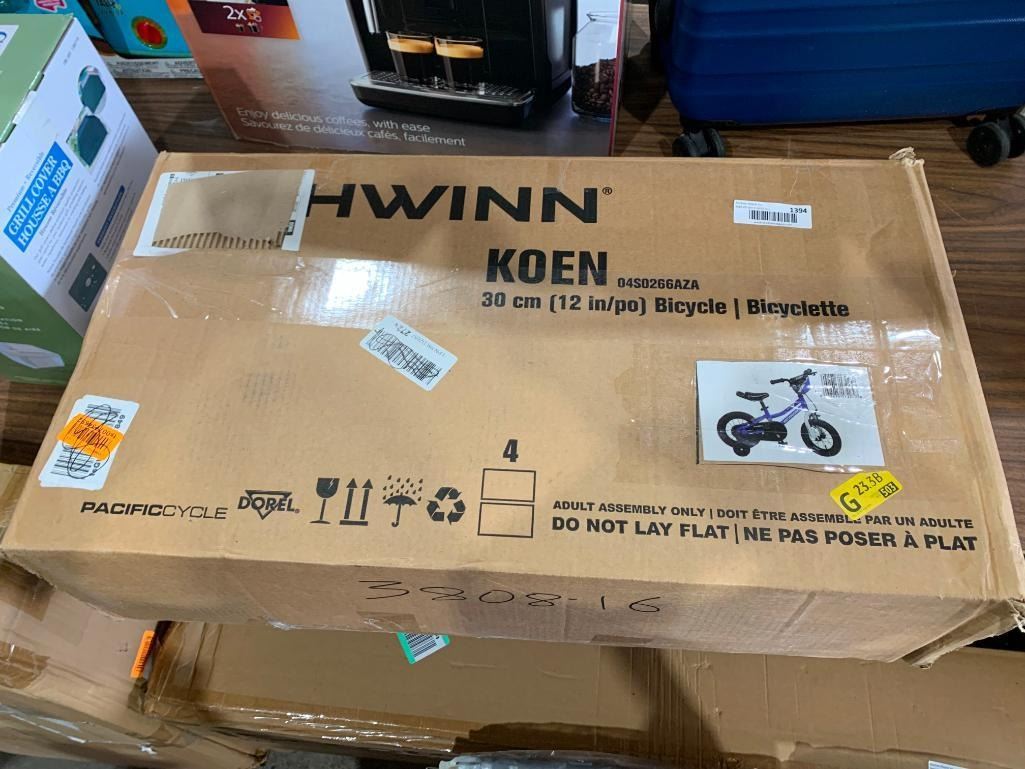 2x
Enjoy delicious coffees, with ease
Savourez de délicieux cafés, facilement
GRILL COVER
HOUSSE A BBQ
HWINN®
1394
KOEN 04S0266AZA
30 cm (12 in/po) Bicycle | Bicyclette
4
G 23.38 503
PACIFICCYCLE
DOREL®
ADULT ASSEMBLY ONLY | DOIT ÊTRE ASSEMBLÉ PAR UN ADULTE
DO NOT LAY FLAT | NE PAS POSER À PLAT
3808-16